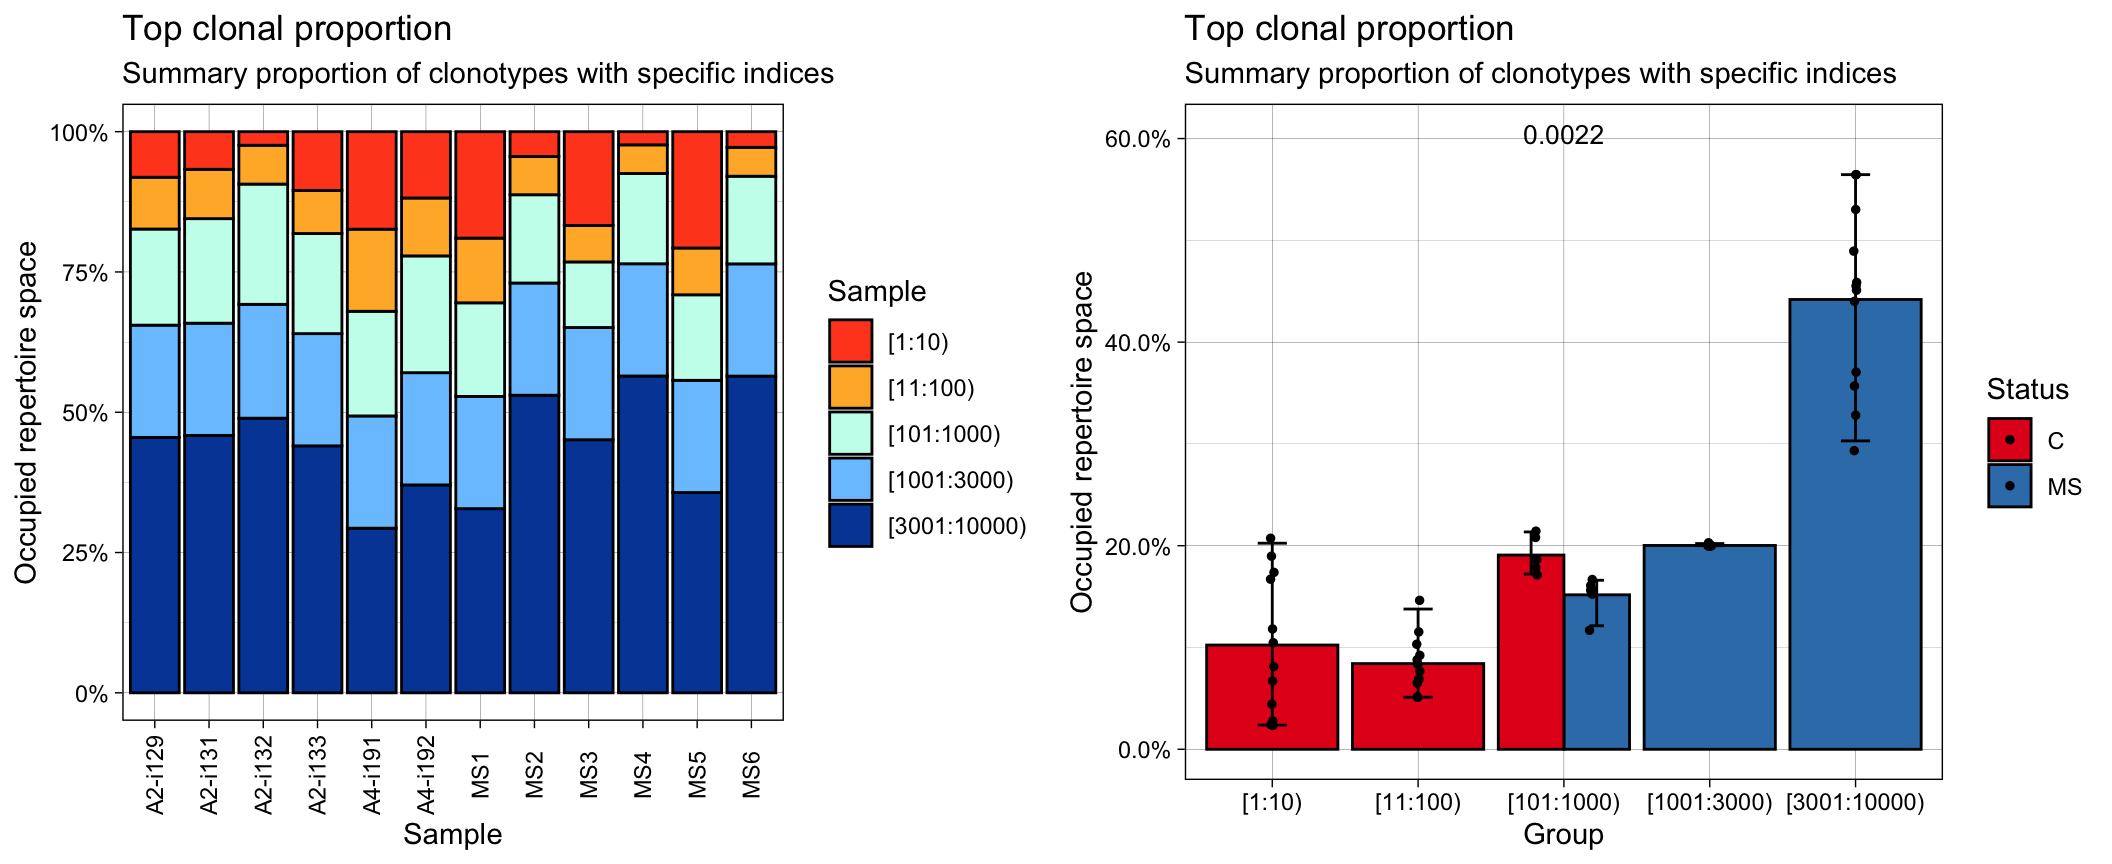 Top clonal proportion
Summary proportion of clonotypes with specific indices
Occupied repertoire space
100%
75%
50%
25%
0%
A2-i129
A2-i131
A2-i132
A2-i133
A4-i191
A4-i192
MS1
MS2
MS3
MS4
MS5
MS6
Sample
Sample
[1:10)
[11:100)
[101:1000)
[1001:3000)
[3001:10000)
Top clonal proportion
Summary proportion of clonotypes with specific indices
Occupied repertoire space
60.0%
40.0%
20.0%
0.0%
0.0022
[1:10)
[11:100)
[101:1000)
[1001:3000)
[3001:10000)
Group
Status
C
MS